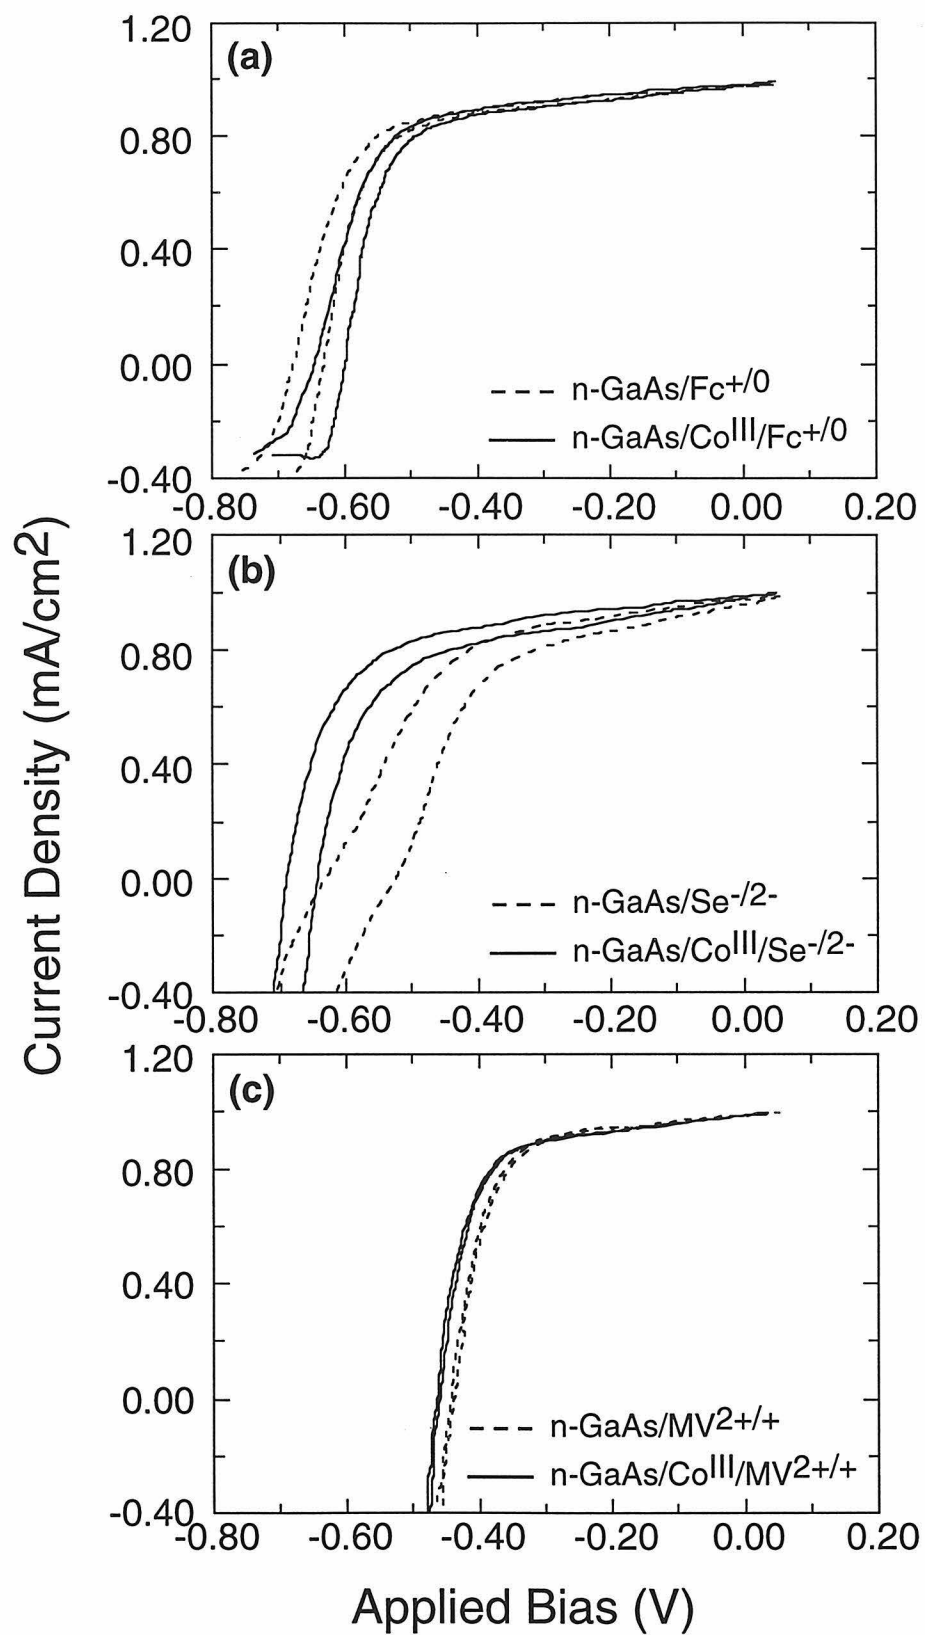 Current Density (mA/cm2)
1.20
(a)
0.80
0.40
0.00
n-GaAs/Fc+/0
n-GaAs/CoIII/Fc+/0
-0.40
-0.80 -0.60 -0.40 -0.20 0.00 0.20
1.20
(b)
0.80
0.40
0.00
n-GaAs/Se-/2-
n-GaAs/CoIII/Se-/2-
-0.40
-0.80 -0.60 -0.40 -0.20 0.00 0.20
1.20
(c)
0.80
0.40
0.00
n-GaAs/MV2+/+
n-GaAs/CoIII/MV2+/+
-0.40
-0.80 -0.60 -0.40 -0.20 0.00 0.20
Applied Bias (V)